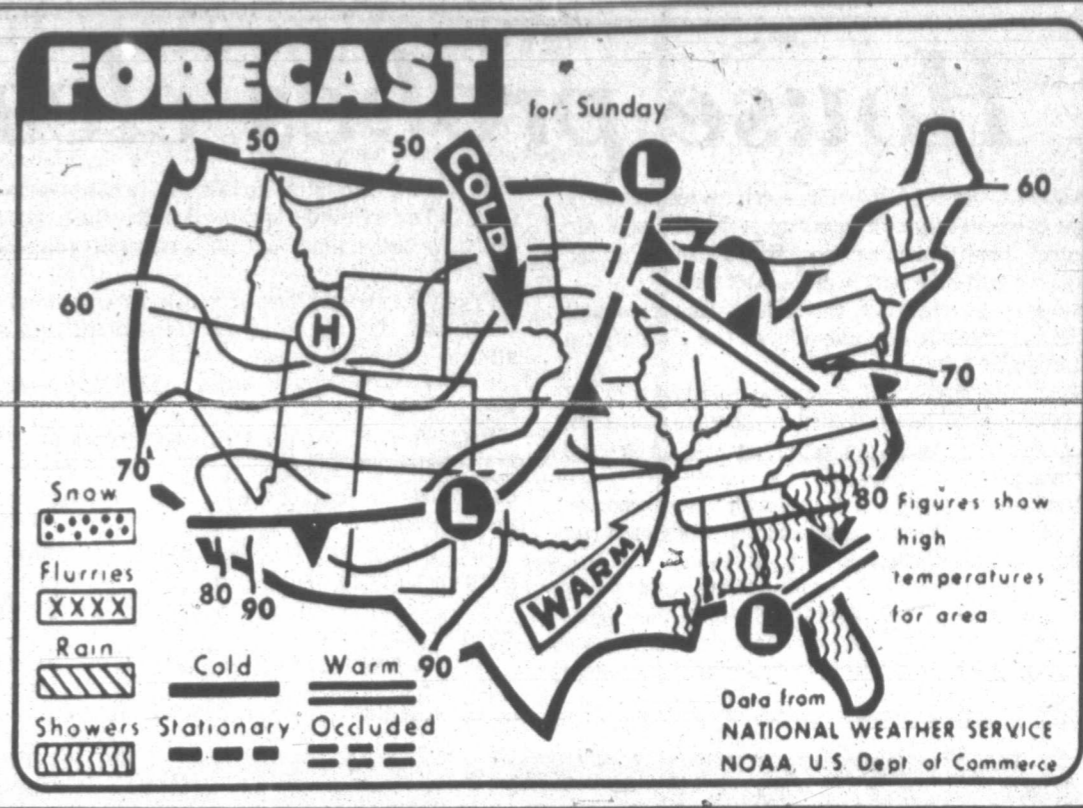 FORECAST
for Sunday
50
50
COLD
L
60
60
H
70
70
L
80
Figures show
high
temperatures
for area
WARM
L
Snow
Flurries
XXXX
80
90
Rain
Cold
Warm
90
Showers
Stationary
Occluded
Data from
NATIONAL WEATHER SERVICE
NOAA, U.S. Dept of Commerce